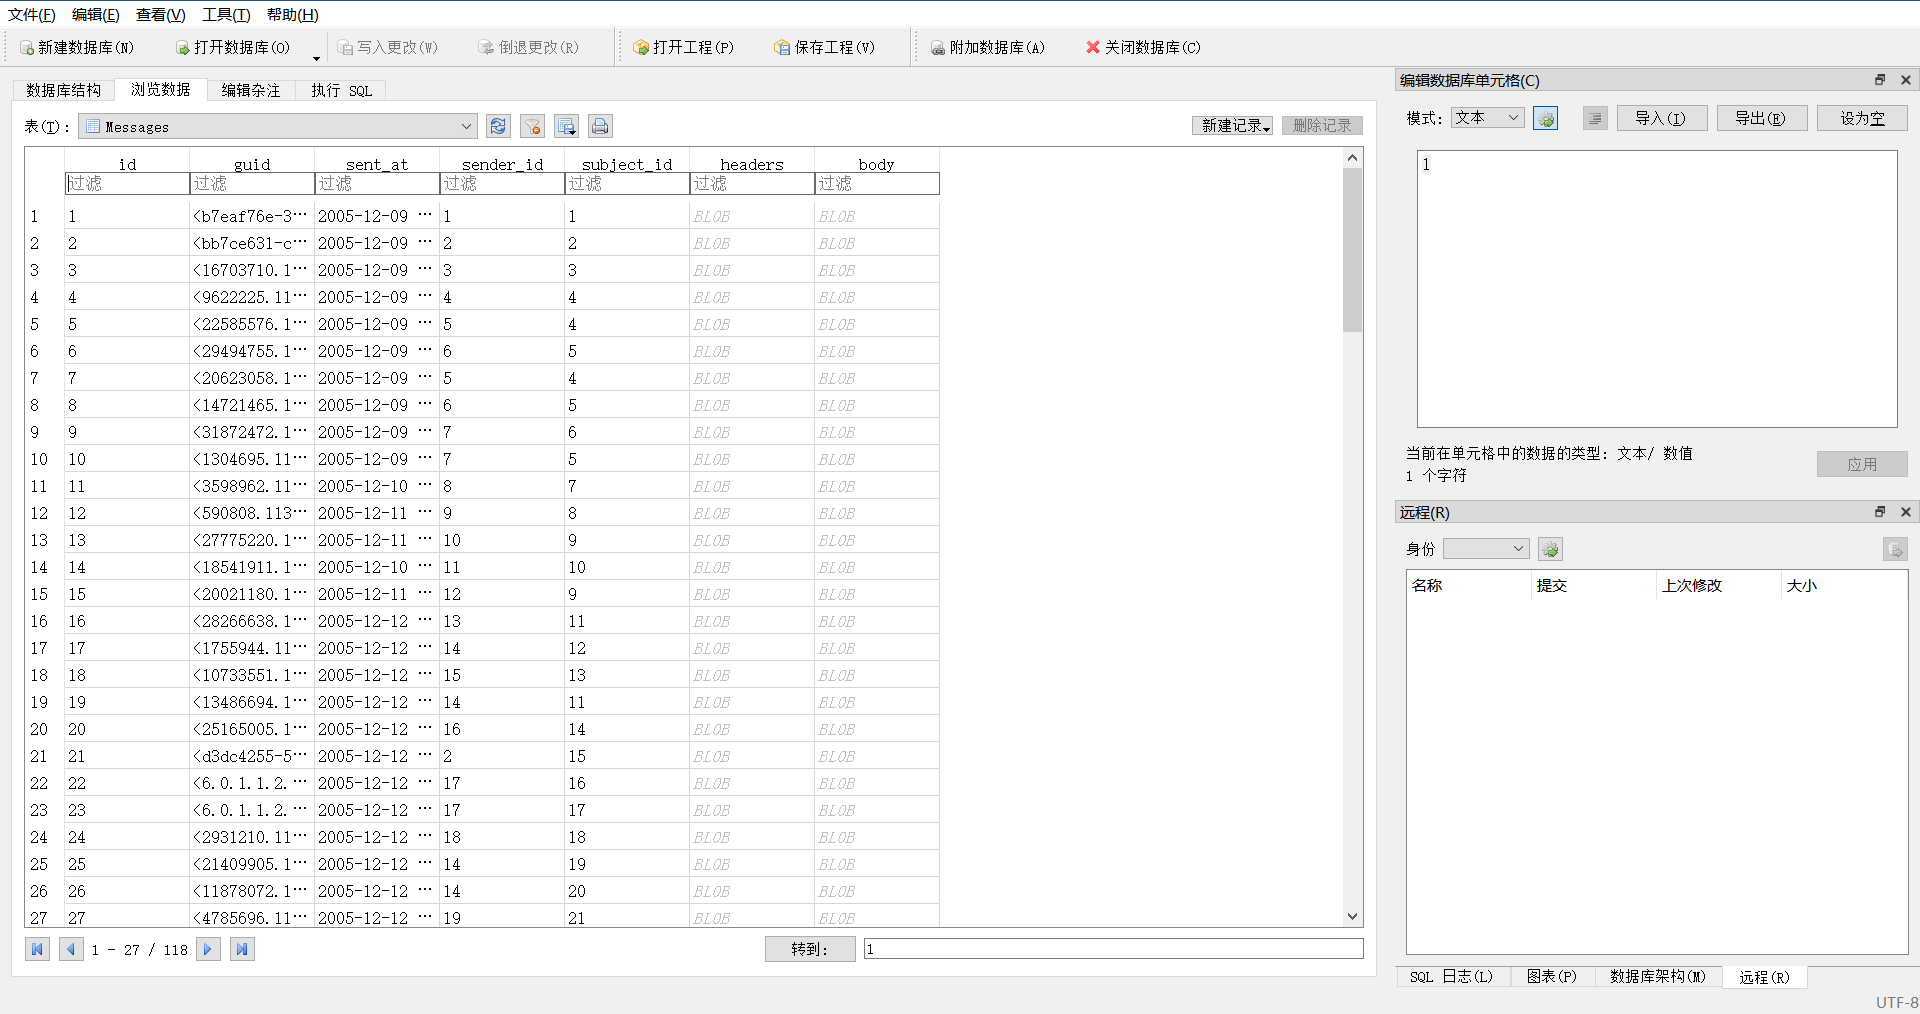 文件(F) 编辑(E) 查看(V) 工具(T) 帮助(H)
新建数据库(N) 打开数据库(O) 写入更改(W) 倒退更改(R) 打开工程(P) 保存工程(V) 附加数据库(A) 关闭数据库(C)
数据库结构 浏览数据 编辑杂注 执行 SQL
表(T): Messages 新建记录 删除记录
id guid sent_at sender_id subject_id headers body
过滤 过滤 过滤 过滤 过滤 过滤 过滤
1 1 <b7eaf76e-3… 2005-12-09 … 1 1 BLOB BLOB
2 2 <bb7ce631-c… 2005-12-09 … 2 2 BLOB BLOB
3 3 <16703710.1… 2005-12-09 … 3 3 BLOB BLOB
4 4 <9622225.11… 2005-12-09 … 4 4 BLOB BLOB
5 5 <22585576.1… 2005-12-09 … 5 4 BLOB BLOB
6 6 <29494755.1… 2005-12-09 … 6 5 BLOB BLOB
7 7 <20623058.1… 2005-12-09 … 5 4 BLOB BLOB
8 8 <14721465.1… 2005-12-09 … 6 5 BLOB BLOB
9 9 <31872472.1… 2005-12-09 … 7 6 BLOB BLOB
10 10 <1304695.11… 2005-12-09 … 7 5 BLOB BLOB
11 11 <3598962.11… 2005-12-10 … 8 7 BLOB BLOB
12 12 <590808.113… 2005-12-11 … 9 8 BLOB BLOB
13 13 <27775220.1… 2005-12-11 … 10 9 BLOB BLOB
14 14 <18541911.1… 2005-12-10 … 11 10 BLOB BLOB
15 15 <20021180.1… 2005-12-11 … 12 9 BLOB BLOB
16 16 <28266638.1… 2005-12-12 … 13 11 BLOB BLOB
17 17 <1755944.11… 2005-12-12 … 14 12 BLOB BLOB
18 18 <10733551.1… 2005-12-12 … 15 13 BLOB BLOB
19 19 <13486694.1… 2005-12-12 … 14 11 BLOB BLOB
20 20 <25165005.1… 2005-12-12 … 16 14 BLOB BLOB
21 21 <d3dc4255-5… 2005-12-12 … 2 15 BLOB BLOB
22 22 <6.0.1.1.2.… 2005-12-12 … 17 16 BLOB BLOB
23 23 <6.0.1.1.2.… 2005-12-12 … 17 17 BLOB BLOB
24 24 <2931210.11… 2005-12-12 … 18 18 BLOB BLOB
25 25 <21409905.1… 2005-12-12 … 14 19 BLOB BLOB
26 26 <11878072.1… 2005-12-12 … 14 20 BLOB BLOB
27 27 <4785696.11… 2005-12-12 … 19 21 BLOB BLOB
1 - 27 / 118 转到: 1
编辑数据库单元格(C)
模式: 文本 导入(I) 导出(E) 设为空
1
当前在单元格中的数据的类型: 文本/ 数值
1 个字符
应用
远程(R)
身份
名称 提交 上次修改 大小
SQL 日志(L) 图表(P) 数据库架构(M) 远程(R)
UTF-8